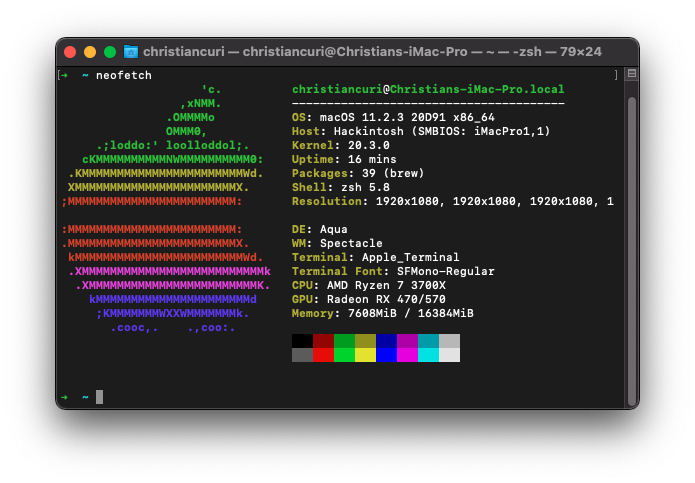 christiancuri — christiancuri@Christians-iMac-Pro — ~ — -zsh — 79×24
[➜  ~ neofetch ]
                    'c.          christiancuri@Christians-iMac-Pro.local
                 ,xNMM.          ---------------------------------------
               .OMMMMo           OS: macOS 11.2.3 20D91 x86_64
               OMMM0,            Host: Hackintosh (SMBIOS: iMacPro1,1)
     .;loddo:' loolloddol;.      Kernel: 20.3.0
   cKMMMMMMMMMMNWMMMMMMMMMM0:    Uptime: 16 mins
 .KMMMMMMMMMMMMMMMMMMMMMMMWd.    Packages: 39 (brew)
 XMMMMMMMMMMMMMMMMMMMMMMMX.      Shell: zsh 5.8
;MMMMMMMMMMMMMMMMMMMMMMMM:       Resolution: 1920x1080, 1920x1080, 1920x1080, 1
:MMMMMMMMMMMMMMMMMMMMMMMM:       DE: Aqua
.MMMMMMMMMMMMMMMMMMMMMMMMX.      WM: Spectacle
 kMMMMMMMMMMMMMMMMMMMMMMMMWd.    Terminal: Apple_Terminal
 .XMMMMMMMMMMMMMMMMMMMMMMMMMMk   Terminal Font: SFMono-Regular
  .XMMMMMMMMMMMMMMMMMMMMMMMMK.   CPU: AMD Ryzen 7 3700X
    kMMMMMMMMMMMMMMMMMMMMMMd     GPU: Radeon RX 470/570
     ;KMMMMMMMWXXWMMMMMMMk.      Memory: 7608MiB / 16384MiB
       .cooc,.    .,coo:.
➜  ~